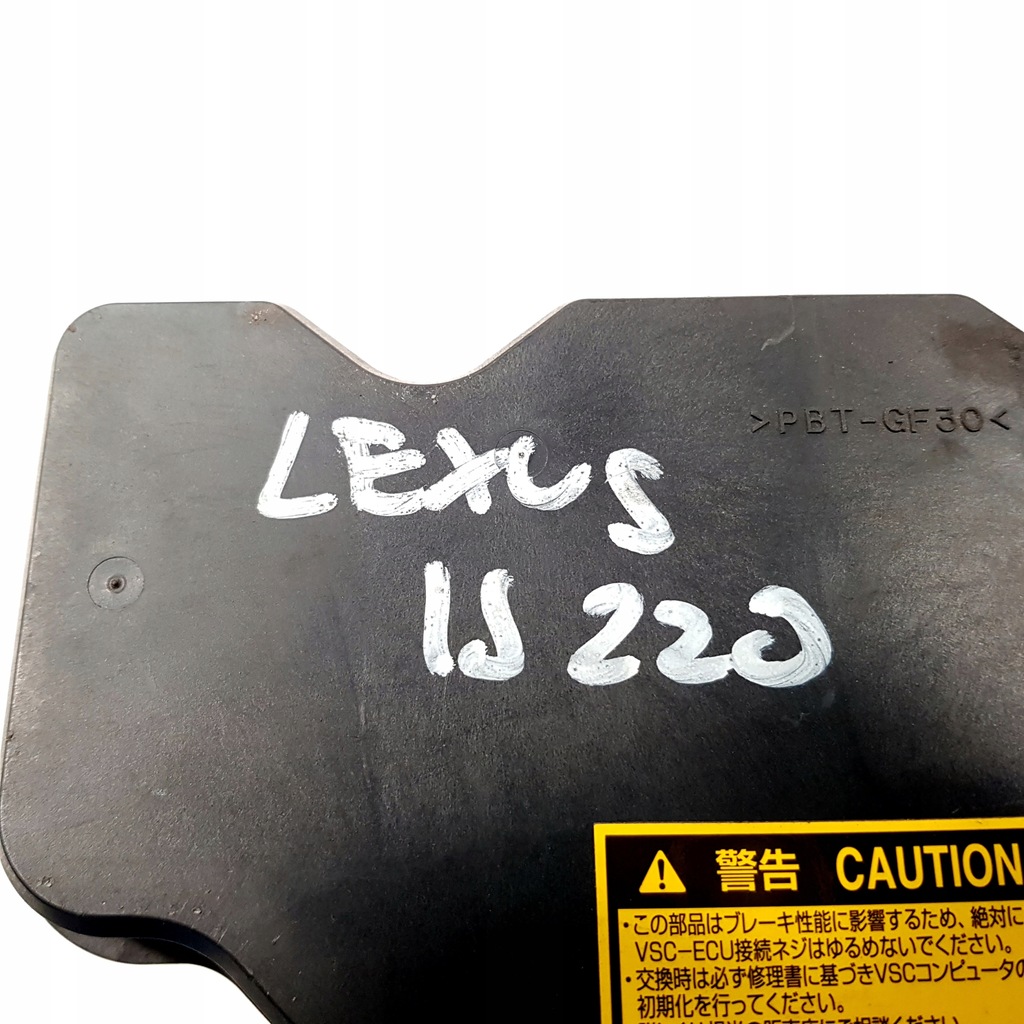 >PBT-GF30<
LEXUS
IS 220
警告 CAUTION
・この部品はブレーキ性能に影響するため、絶対に
VSC-ECU接続ネジはゆるめないでください。
・交換時は必ず修理書に基づきVSCコンピュータの
初期化を行ってください。